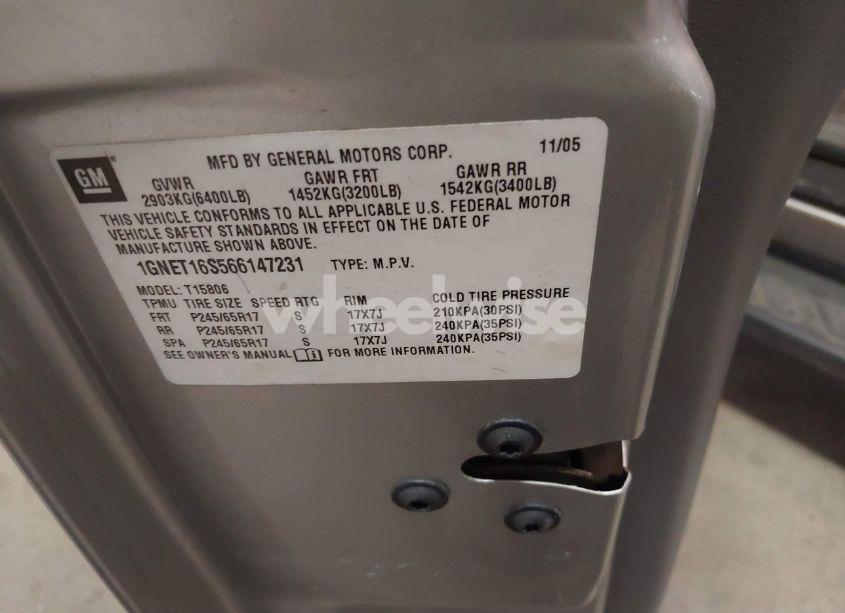 MFD BY GENERAL MOTORS CORP. 11/05
GM
GVWR GAWR FRT GAWR RR
2903KG(6400LB) 1452KG(3200LB) 1542KG(3400LB)
THIS VEHICLE CONFORMS TO ALL APPLICABLE U.S. FEDERAL MOTOR
VEHICLE SAFETY STANDARDS IN EFFECT ON THE DATE OF
MANUFACTURE SHOWN ABOVE.
1GNET16S566147231 TYPE: M.P.V.
MODEL: T15806
TPMU TIRE SIZE SPEED RTG RIM COLD TIRE PRESSURE
FRT P245/65R17 S 17X7J 210KPA(30PSI)
RR P245/65R17 S 17X7J 240KPA(35PSI)
SPA P245/65R17 S 17X7J 240KPA(35PSI)
SEE OWNER'S MANUAL FOR MORE INFORMATION.
wheelwise